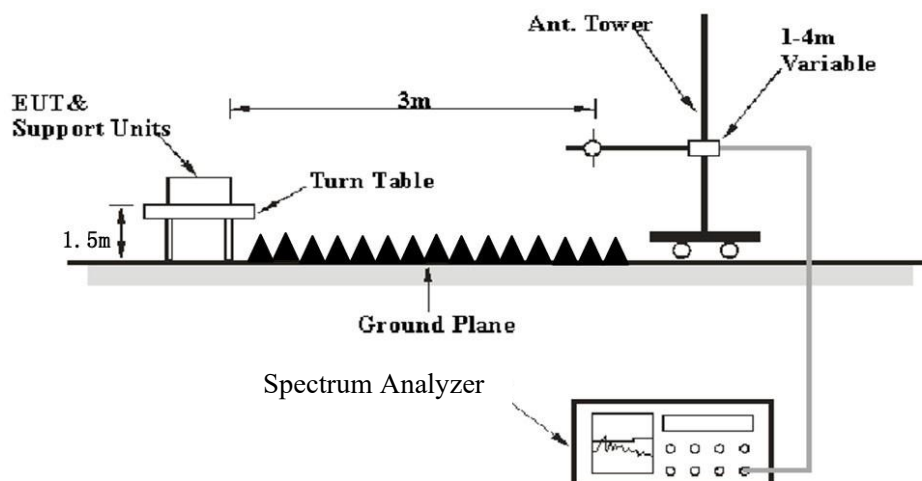 Ant. Tower
1-4m
Variable
3m
EUT&
Support Units
Turn Table
1.5m
Ground Plane
Spectrum Analyzer